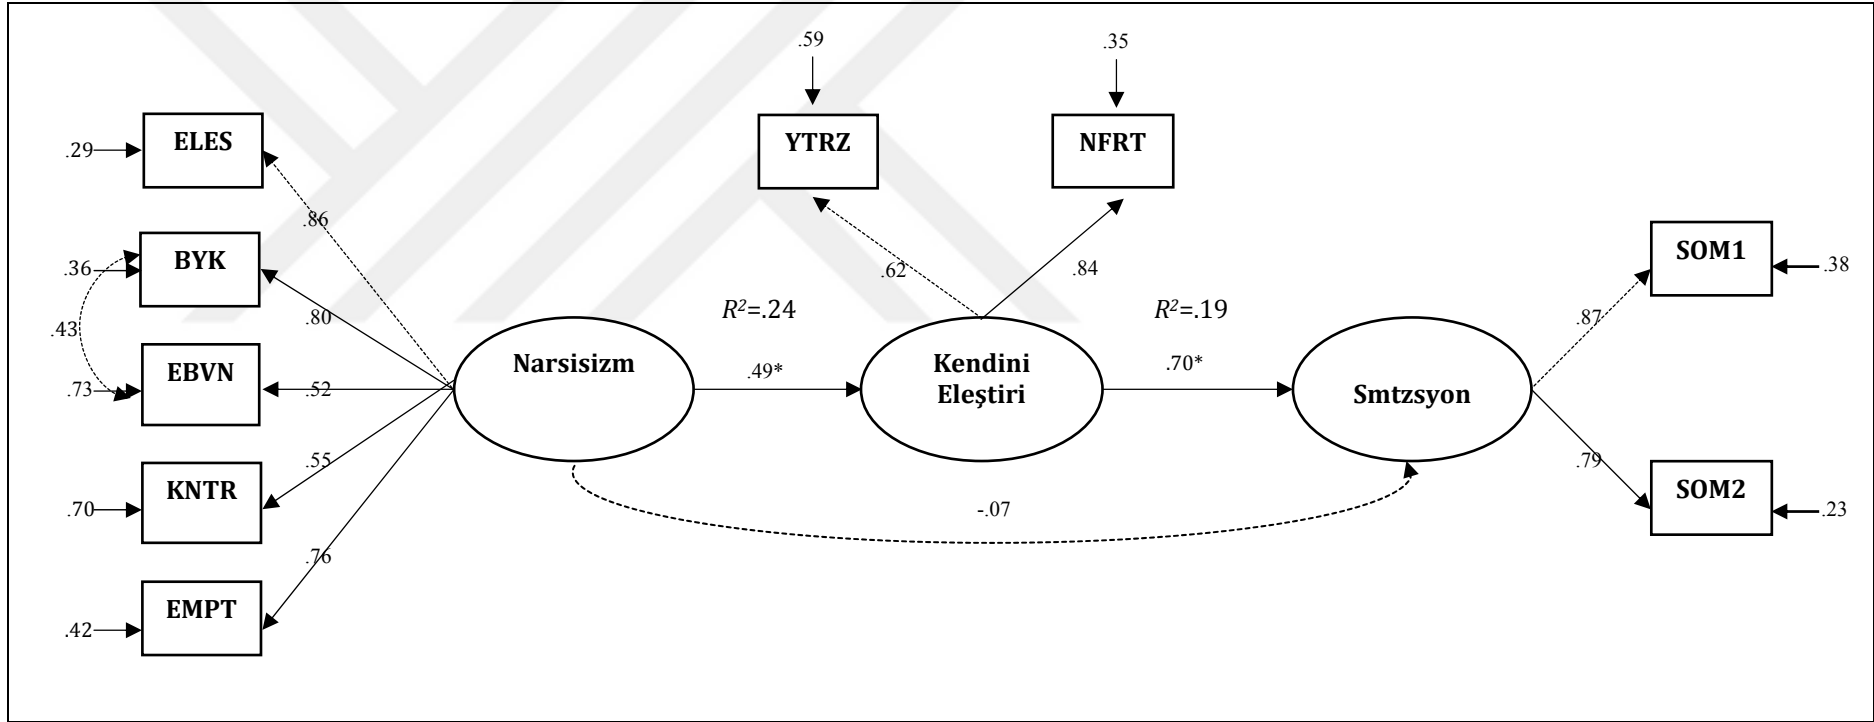 .59
.35
ELES
YTRZ
NFRT
.29
.86
BYK
SOM1
.36
.62
.84
.38
.43
.80
R²=.24
R²=.19
.87
EBVN
Narsisizm
Kendini
Eleştiri
Smtzsyon
.73
.52
.49*
.70*
.55
.79
KNTR
SOM2
.70
-.07
.23
.76
EMPT
.42